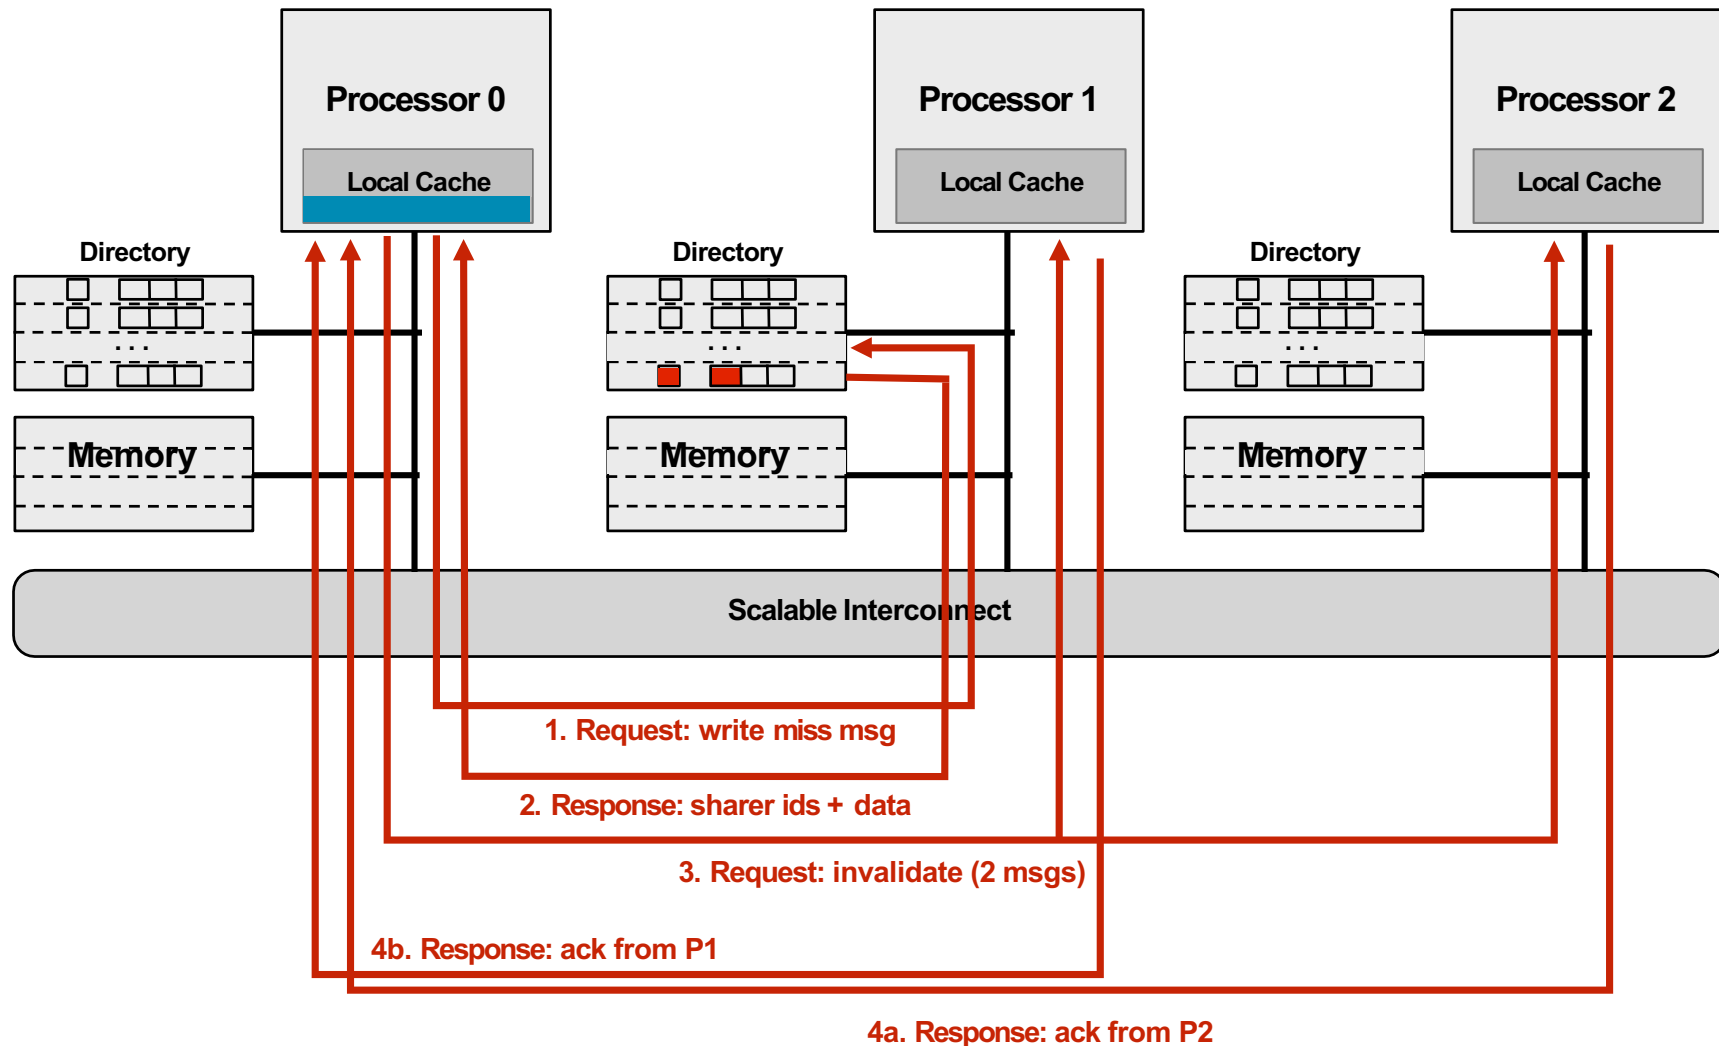 Processor 0
Processor 1
Processor 2
Local Cache
Local Cache
Local Cache
Directory
Directory
Directory
. . .
. . .
. . .
Memory
Memory
Memory
Scalable Interconnect
1. Request: write miss msg
2. Response: sharer ids + data
3. Request: invalidate (2 msgs)
4b. Response: ack from P1
4a. Response: ack from P2